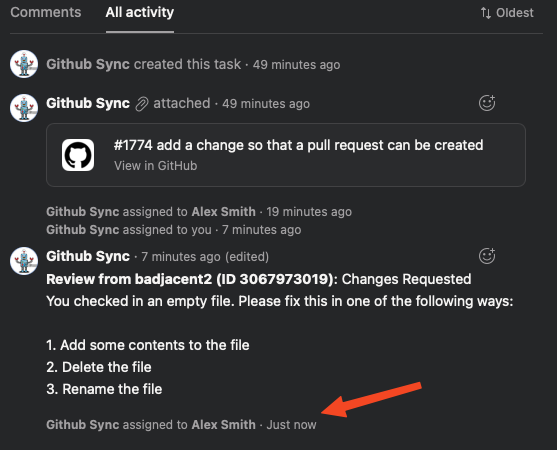 Comments All activity Oldest
Github Sync created this task · 49 minutes ago
Github Sync attached · 49 minutes ago
#1774 add a change so that a pull request can be created
View in GitHub
Github Sync assigned to Alex Smith · 19 minutes ago
Github Sync assigned to you · 7 minutes ago
Github Sync · 7 minutes ago (edited)
Review from badjacent2 (ID 3067973019): Changes Requested
You checked in an empty file. Please fix this in one of the following ways:
1. Add some contents to the file
2. Delete the file
3. Rename the file
Github Sync assigned to Alex Smith · Just now